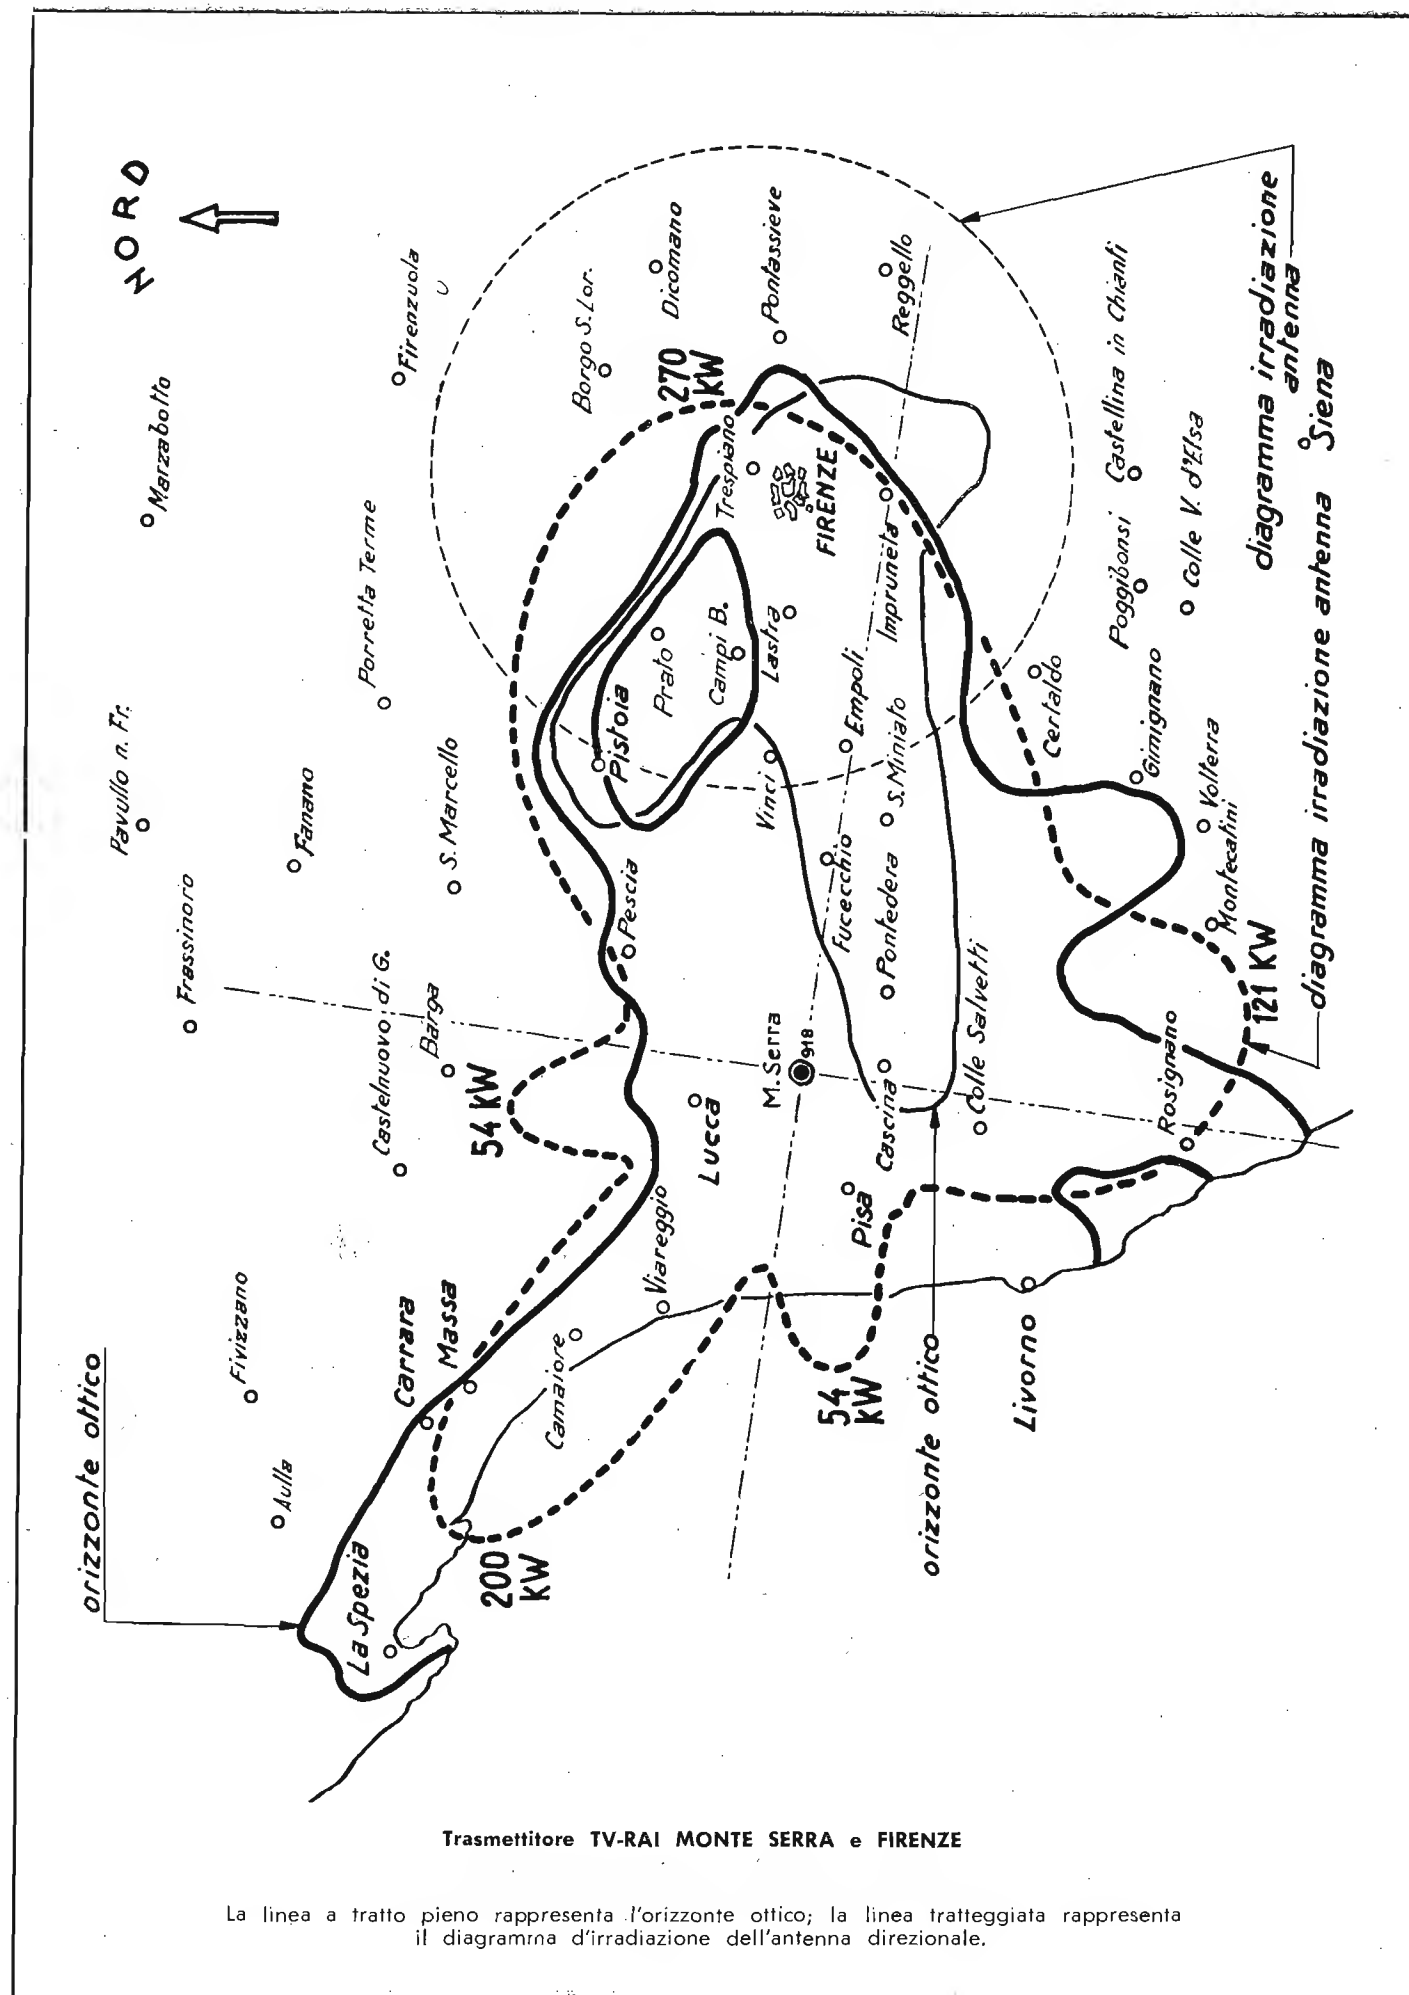 NORD
orizzonte ottico
Marzabotto
Firenzuola
Borgo S. Lor.
Dicomano
Pontassieve
Reggello
Castellina in Chianti
Colle V. d'Elsa
diagramma irradiazione
antenna
Siena
diagramma irradiazione antenna
Pavullo n. Fr.
Porretta Terme
Fanano
S. Marcello
270
KW
Trespiano
FIRENZE
Impruneta
Poggibonsi
Pistoia
Prato
Campi B.
Lastra
Vinci
Empoli
S. Miniato
Certaldo
Gimignano
Volterra
Montecatini
Frassinoro
Castelnuovo di G.
Barga
Pescia
Fucecchio
Pontedera
54 KW
Lucca
M. Serra
918
Cascina
Colle Salvetti
Rosignano
121 KW
Fivizzano
Aulla
Carrara
Massa
Camaiore
Viareggio
Pisa
Livorno
54
KW
orizzonte ottico
La Spezia
200
KW
Trasmettitore TV-RAI MONTE SERRA e FIRENZE
La linea a tratto pieno rappresenta l'orizzonte ottico; la linea tratteggiata rappresenta
il diagramma d'irradiazione dell'antenna direzionale.